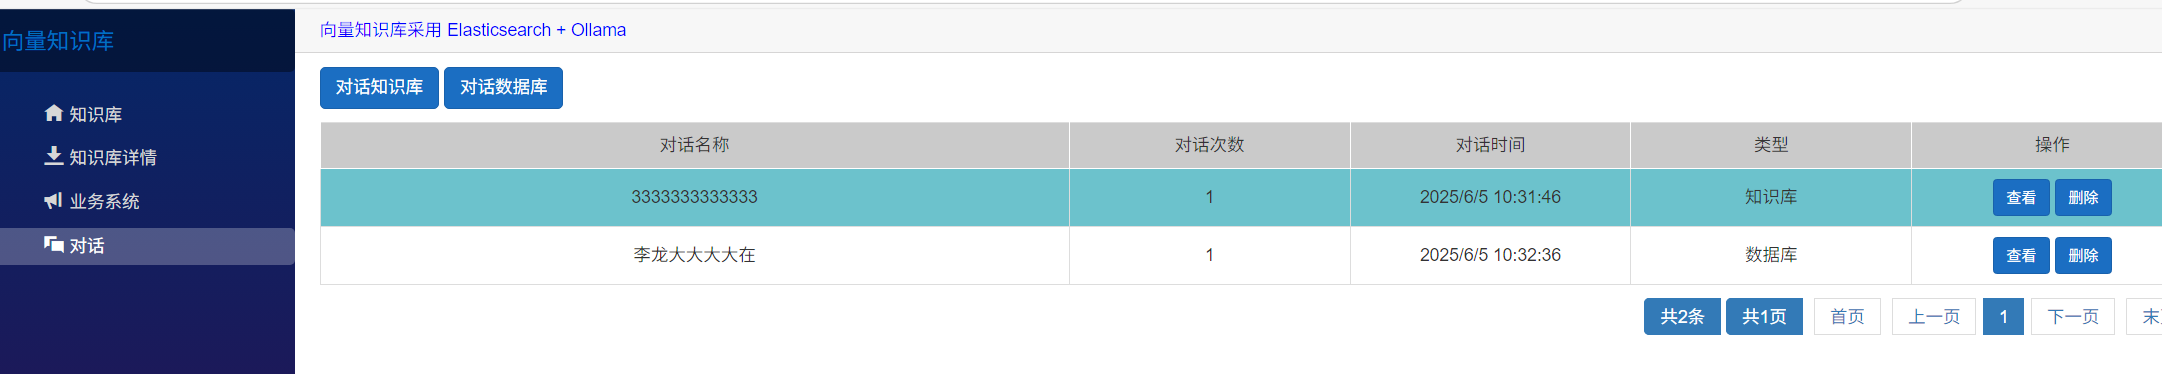 向量知识库
向量知识库采用 Elasticsearch + Ollama
知识库
知识库详情
业务系统
对话
对话知识库 对话数据库
对话名称 对话次数 对话时间 类型 操作
3333333333333 1 2025/6/5 10:31:46 知识库 查看 删除
李龙大大大大在 1 2025/6/5 10:32:36 数据库 查看 删除
共2条 共1页 首页 上一页 1 下一页 末